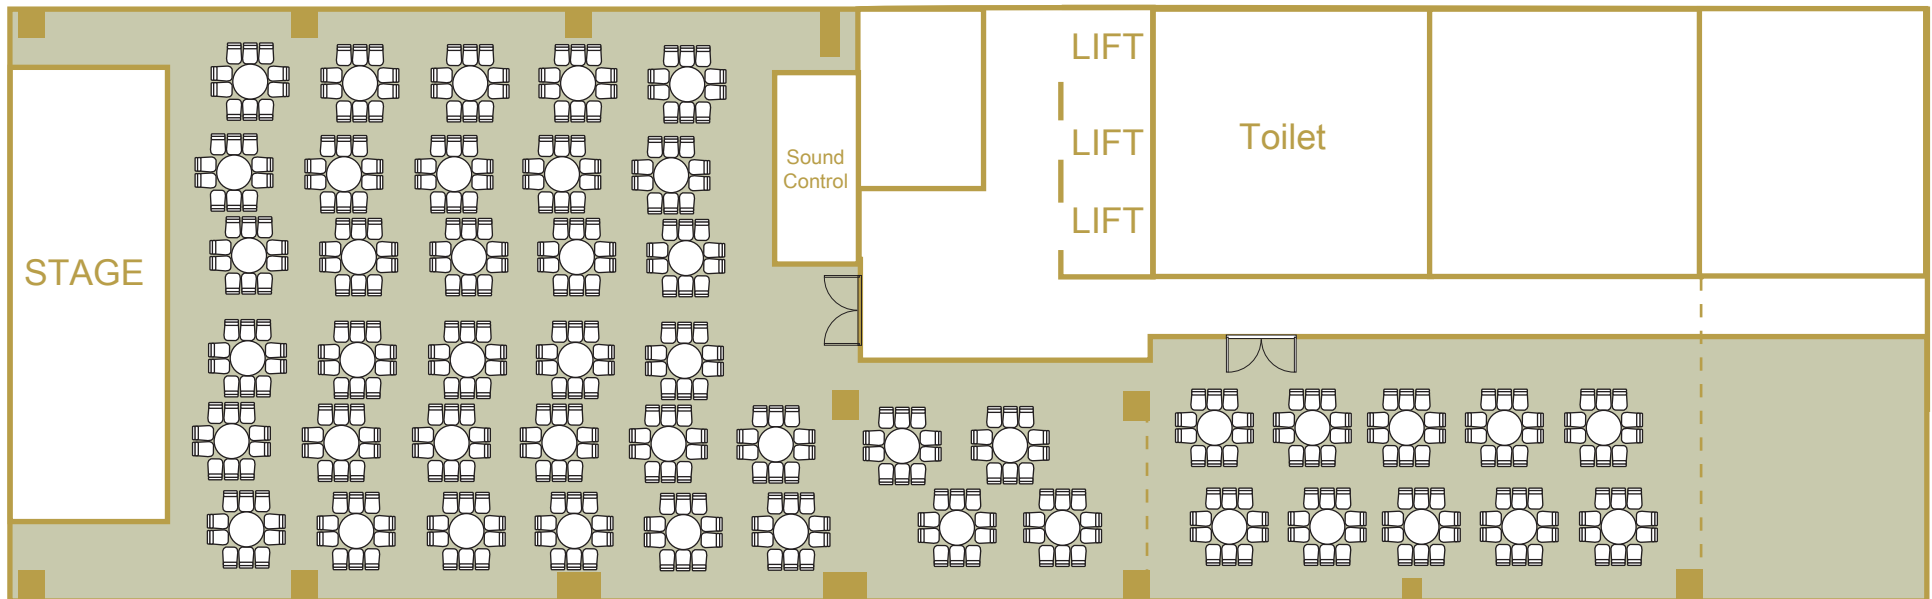 LIFT
LIFT
LIFT
Toilet
Sound
Control
STAGE